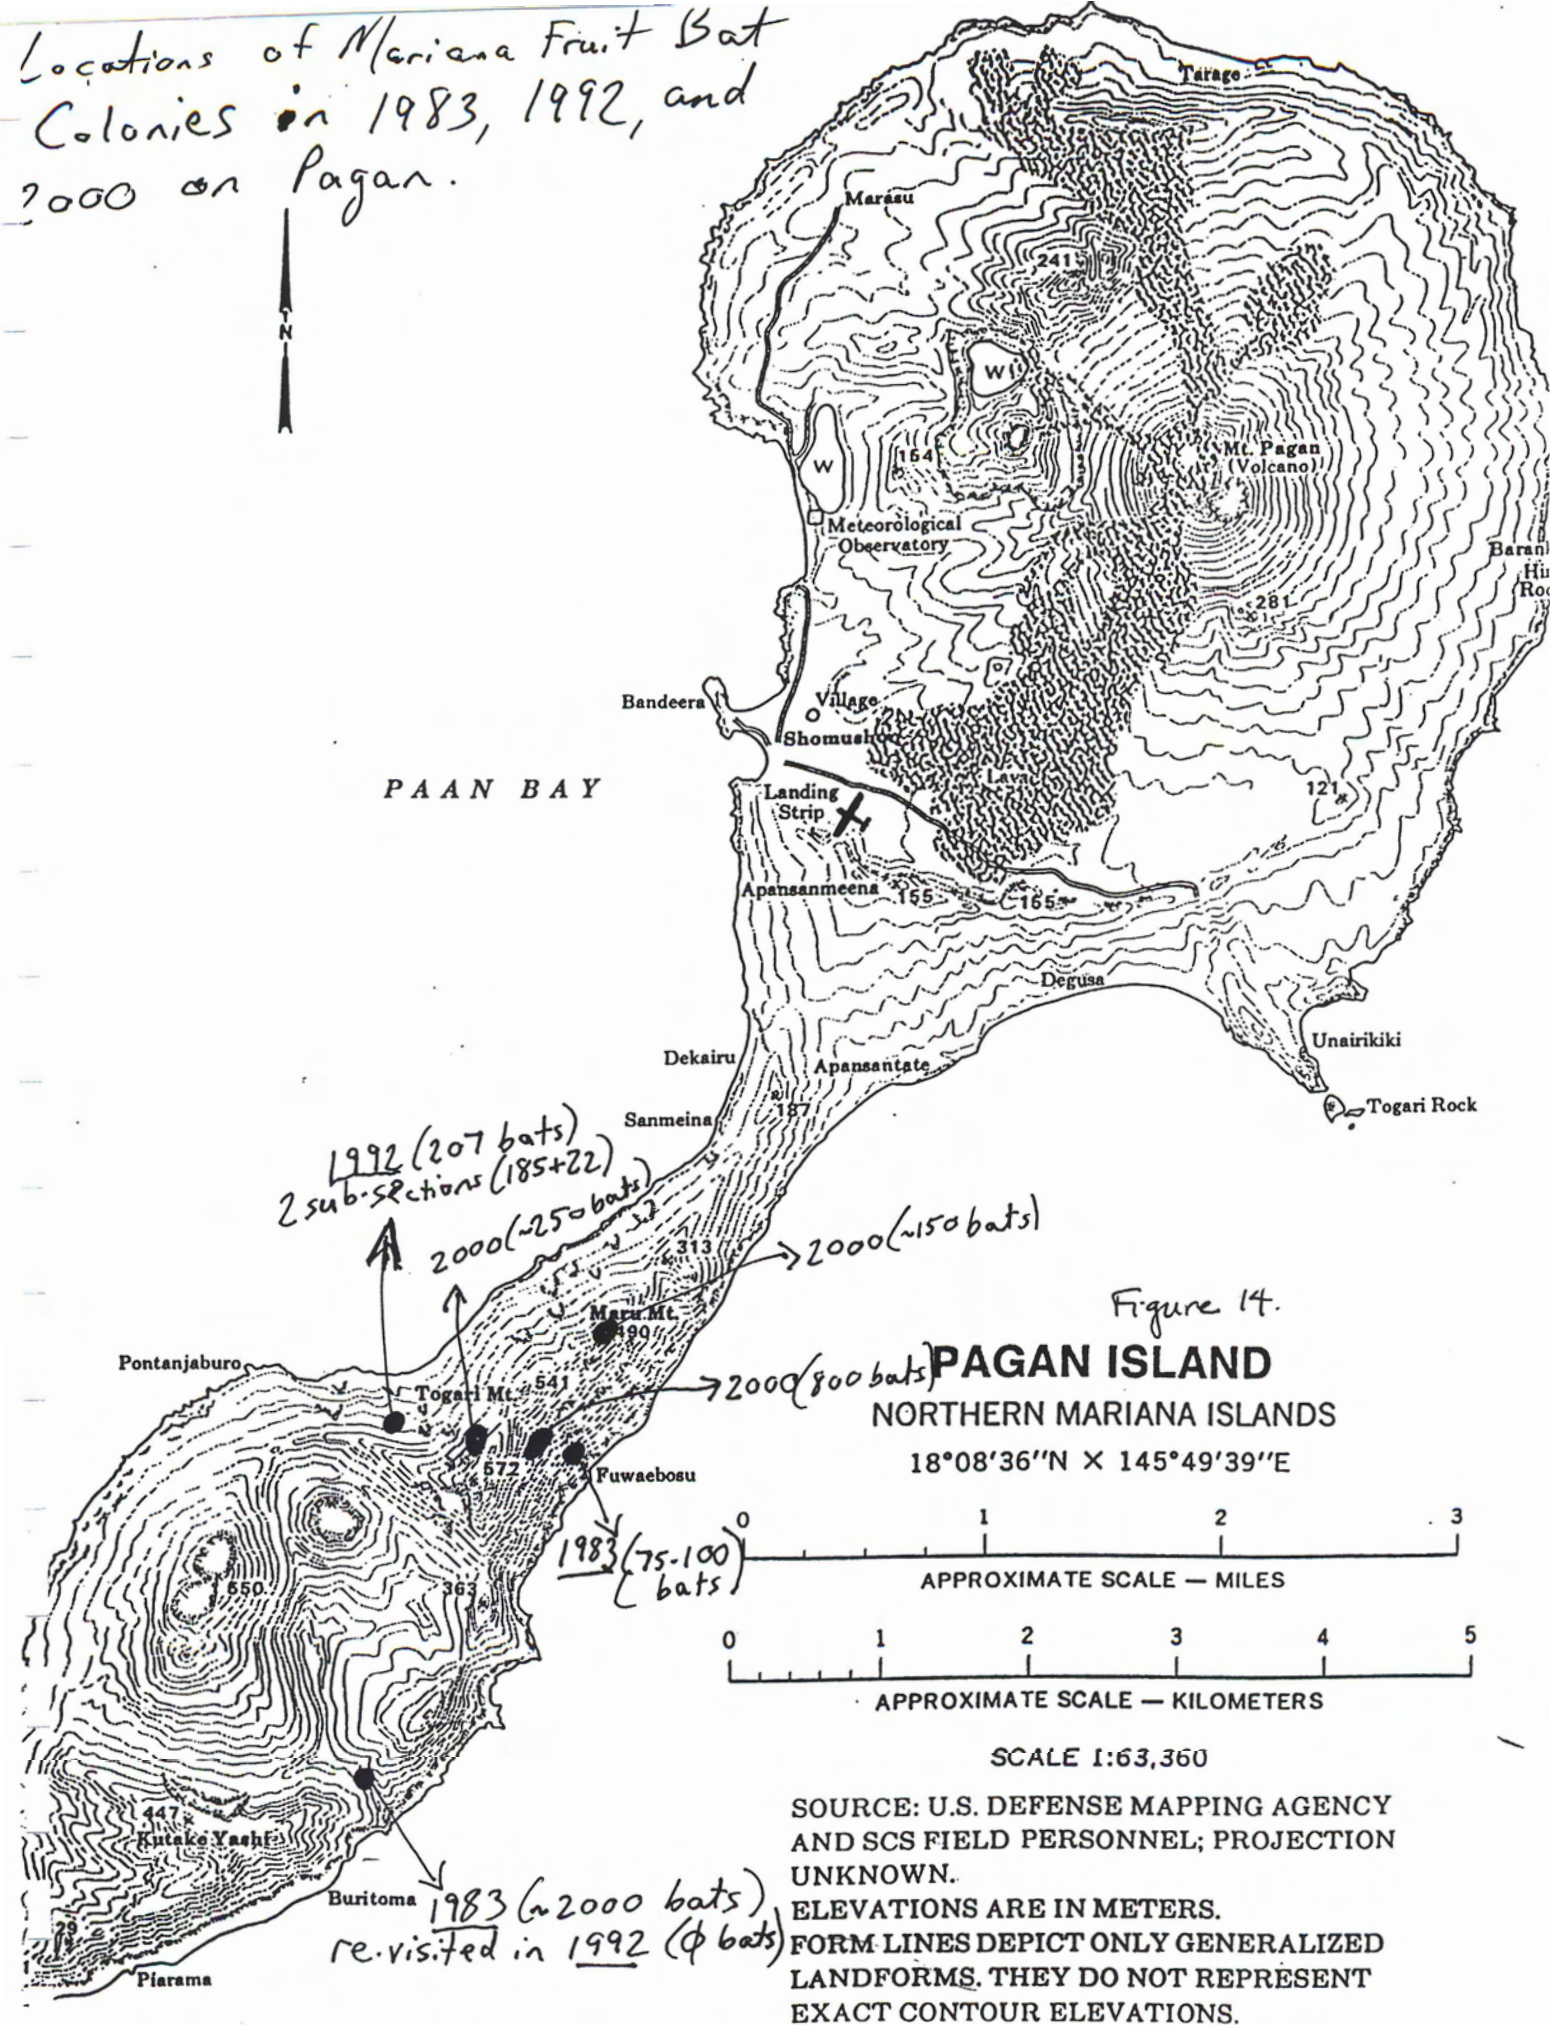 Locations of Mariana Fruit Bat
Colonies in 1983, 1992, and
2000 on Pagan.
N
Tarage
Marasu
241
W
W
164
Mt. Pagan
(Volcano)
Meteorological
Observatory
281
Bandeera
Village
Shomushon
PAAN BAY
Lava
Landing
Strip
121
Apansanmeena
155
165
Degusa
Unairikiki
Dekairu
Apansantate
187
Togari Rock
Sanmeina
1992 (207 bats)
2 sub-sections (185+22)
2000 (~250 bats)
2000 (~150 bats)
313
Maru Mt.
490
Figure 14.
PAGAN ISLAND
NORTHERN MARIANA ISLANDS
18°08'36"N X 145°49'39"E
Pontanjaburo
Togari Mt.
541
2000 (800 bats)
572
Fuwaebosu
1983 (75-100
bats)
0 1 2 3
APPROXIMATE SCALE — MILES
550
363
0 1 2 3 4 5
APPROXIMATE SCALE — KILOMETERS
SCALE 1:63,360
447
Kutake Yashi
Buritoma
1983 (~2000 bats)
re-visited in 1992 (φ bats)
29
Piarama
SOURCE: U.S. DEFENSE MAPPING AGENCY
AND SCS FIELD PERSONNEL; PROJECTION
UNKNOWN.
ELEVATIONS ARE IN METERS.
FORM LINES DEPICT ONLY GENERALIZED
LANDFORMS. THEY DO NOT REPRESENT
EXACT CONTOUR ELEVATIONS.